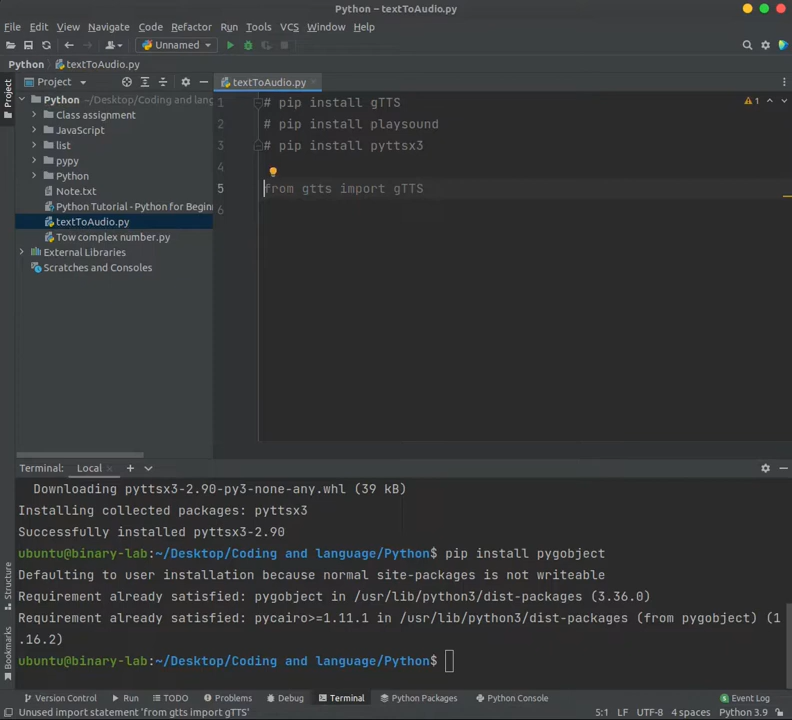 Python – textToAudio.py
File Edit View Navigate Code Refactor Run Tools VCS Window Help
Unnamed
Python textToAudio.py
Project
textToAudio.py
Project
Python ~/Desktop/Coding and lang
Class assignment
JavaScript
list
pypy
Python
Note.txt
Python Tutorial - Python for Beginr
textToAudio.py
Tow complex number.py
External Libraries
Scratches and Consoles
1 # pip install gTTS
2 # pip install playsound
3 # pip install pyttsx3
4
5 from gtts import gTTS
6
1
Terminal: Local
Downloading pyttsx3-2.90-py3-none-any.whl (39 kB)
Installing collected packages: pyttsx3
Successfully installed pyttsx3-2.90
ubuntu@binary-lab:~/Desktop/Coding and language/Python$ pip install pygobject
Defaulting to user installation because normal site-packages is not writeable
Requirement already satisfied: pygobject in /usr/lib/python3/dist-packages (3.36.0)
Requirement already satisfied: pycairo>=1.11.1 in /usr/lib/python3/dist-packages (from pygobject) (1
.16.2)
ubuntu@binary-lab:~/Desktop/Coding and language/Python$
Structure
Bookmarks
Version Control Run TODO Problems Debug Terminal Python Packages Python Console Event Log
Unused import statement 'from gtts import gTTS' 5:1 LF UTF-8 4 spaces Python 3.9